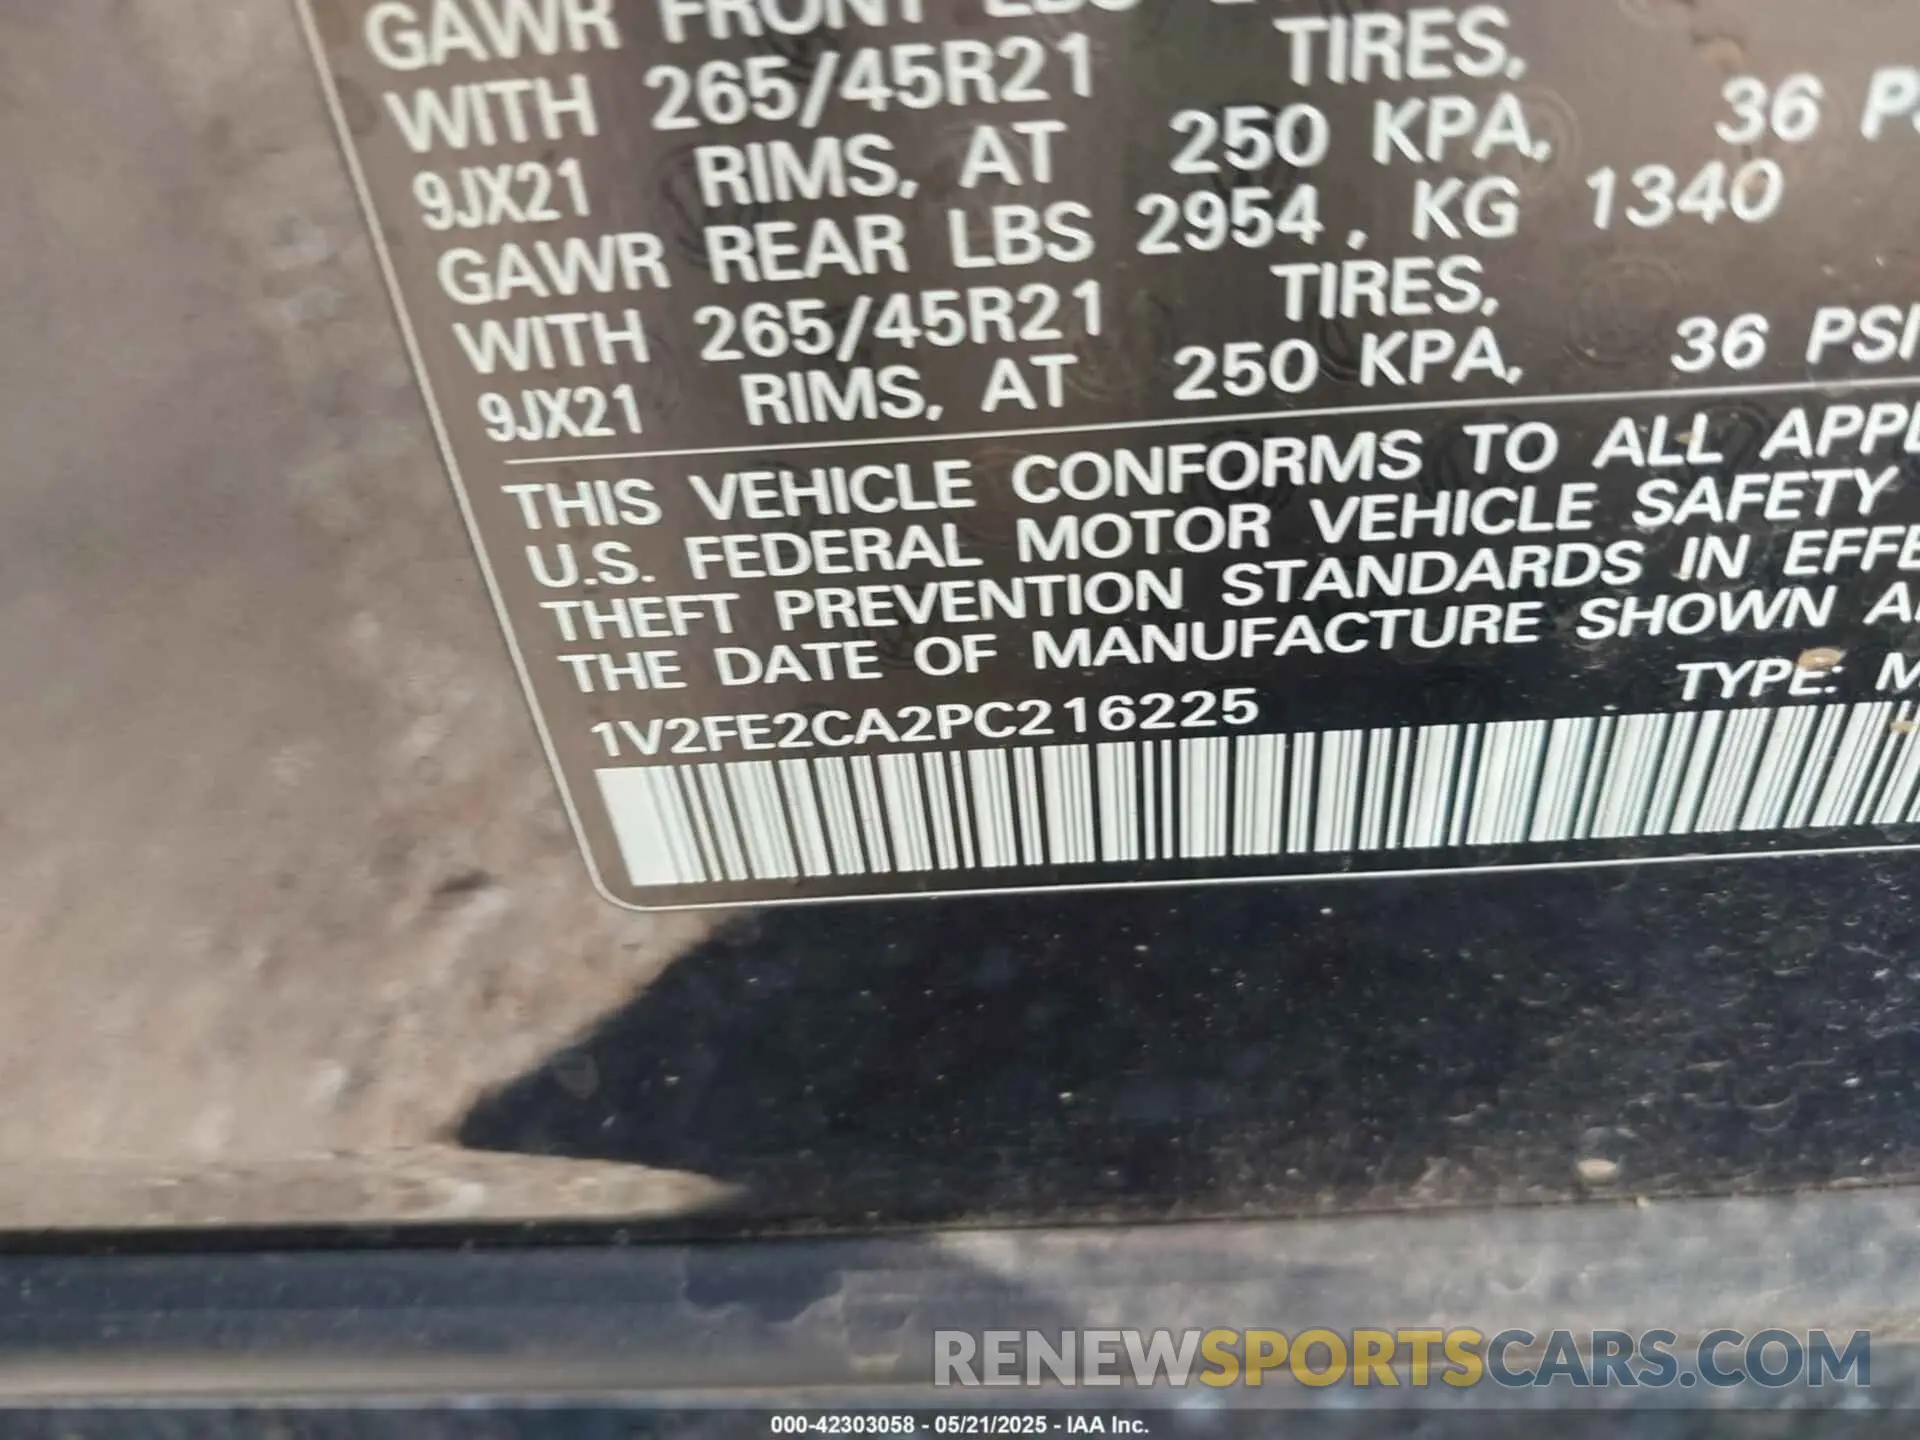 GAWR FRONT LBS
WITH 265/45R21 TIRES,
9JX21 RIMS, AT 250 KPA, 36
GAWR REAR LBS 2954, KG 1340
WITH 265/45R21 TIRES,
9JX21 RIMS, AT 250 KPA, 36 PSI
THIS VEHICLE CONFORMS TO ALL
U.S. FEDERAL MOTOR VEHICLE SAFETY
THEFT PREVENTION STANDARDS IN
THE DATE OF MANUFACTURE SHOWN
1V2FE2CA2PC216225 TYPE:
RENEWSPORTSCARS.COM
000-42303058 - 05/21/2025 - IAA Inc.